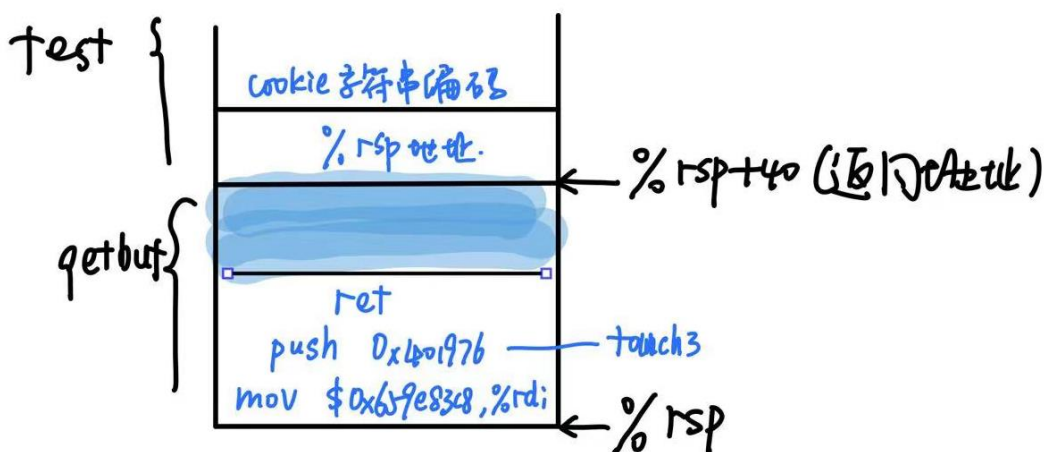 test
cookie字符串编码
%rsp地址.
%rsp+40 (返回地址)
getbuf
ret
push 0x401976 — touch3
mov $0x659e83c8,%rdi
%rsp